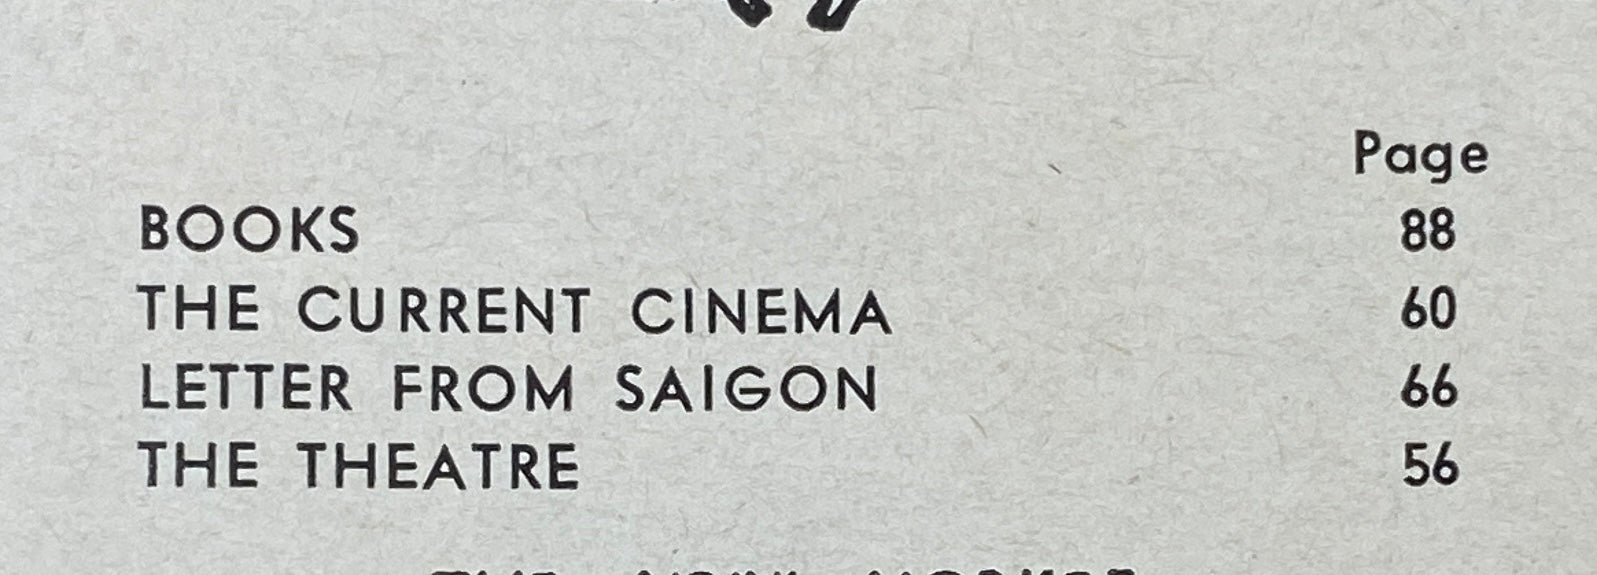 Page
BOOKS 88
THE CURRENT CINEMA 60
LETTER FROM SAIGON 66
THE THEATRE 56